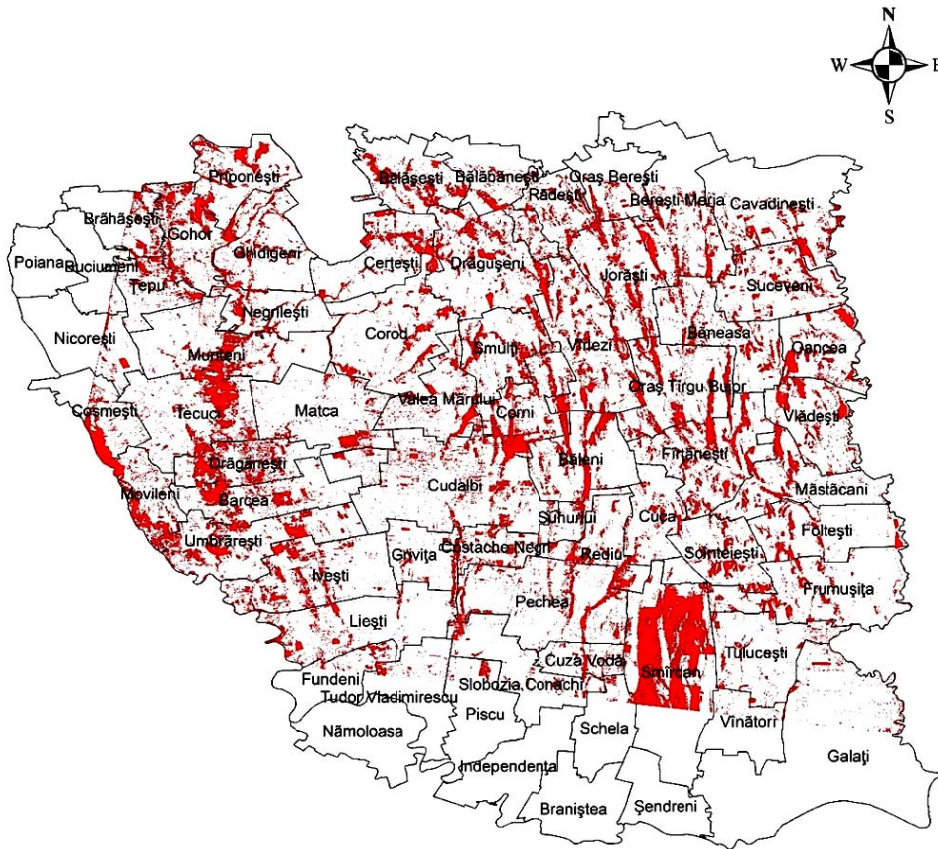 N
W E
S
Priponeşti
Bălăşeşti
Bălăbăneşti
Oraş Bereşti
Rădeşti
Bereşti-Meria
Cavadineşti
Brăhăşeşti
Gohor
Ghidigeni
Poiana
Buciumeni
Ţepu
Certeşti
Drăguşeni
Jorăşti
Suceveni
Negrileşti
Nicoreşti
Corod
Smulţi
Vîrlezi
Băneasa
Oancea
Munteni
Oraş Tîrgu Bujor
Cosmeşti
Tecuci
Matca
Valea Mărului
Corni
Vlădeşti
Drăgăneşti
Băleni
Fîrţăneşti
Movileni
Barcea
Cudalbi
Măstăcani
Suhurlui
Cuca
Folteşti
Umbrăreşti
Griviţa
Costache Negri
Rediu
Scînteieşti
Iveşti
Pechea
Frumuşiţa
Lieşti
Cuza Vodă
Smîrdan
Tuluceşti
Fundeni
Tudor Vladimirescu
Slobozia Conachi
Piscu
Schela
Vînători
Nămoloasa
Independenţa
Galaţi
Braniştea
Şendreni